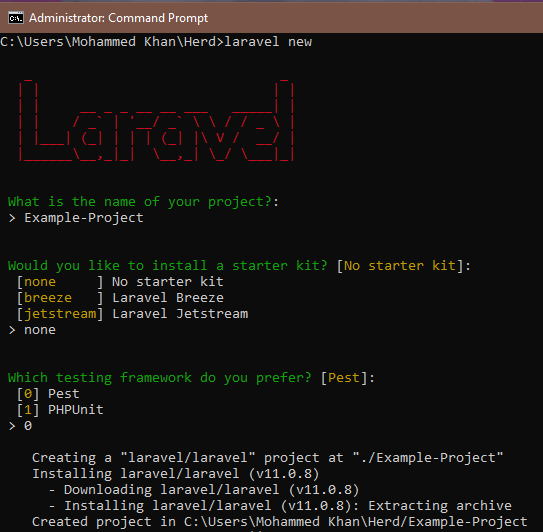 Administrator: Command Prompt
C:\Users\Mohammed Khan\Herd>laravel new
Laravel
What is the name of your project?:
> Example-Project
Would you like to install a starter kit? [No starter kit]:
[none     ] No starter kit
[breeze   ] Laravel Breeze
[jetstream] Laravel Jetstream
> none
Which testing framework do you prefer? [Pest]:
[0] Pest
[1] PHPUnit
> 0
Creating a "laravel/laravel" project at "./Example-Project"
Installing laravel/laravel (v11.0.8)
- Downloading laravel/laravel (v11.0.8)
- Installing laravel/laravel (v11.0.8): Extracting archive
Created project in C:\Users\Mohammed Khan\Herd/Example-Project